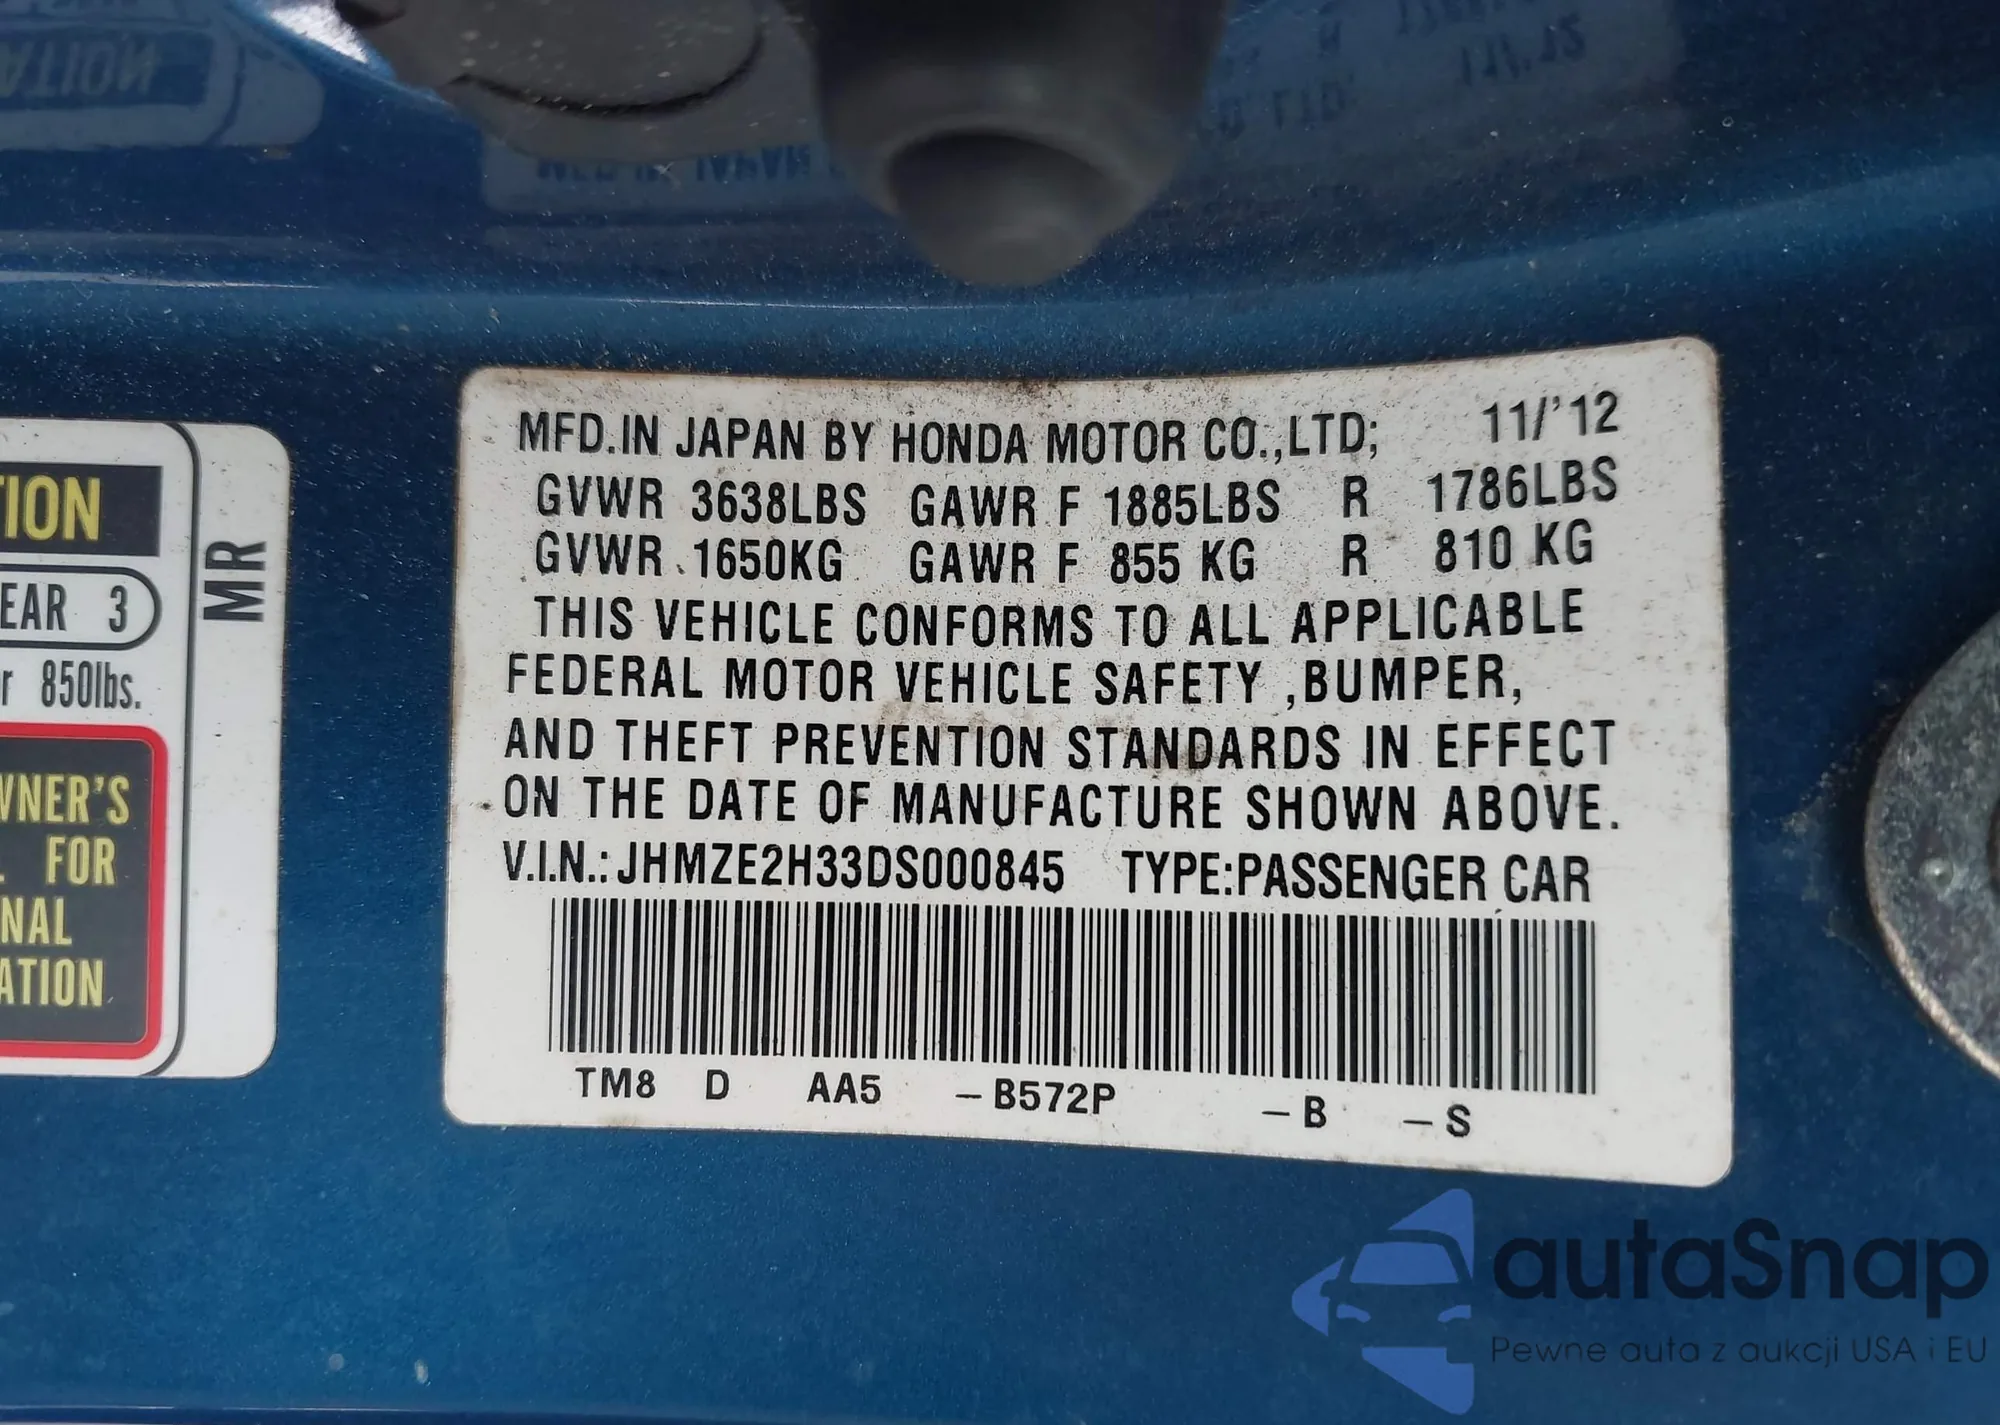 TION
EAR 3
r 850lbs.
WNER'S
. FOR
NAL
ATION
MR
MFD.IN JAPAN BY HONDA MOTOR CO.,LTD; 11/'12
GVWR 3638LBS GAWR F 1885LBS R 1786LBS
GVWR 1650KG GAWR F 855 KG R 810 KG
THIS VEHICLE CONFORMS TO ALL APPLICABLE
FEDERAL MOTOR VEHICLE SAFETY ,BUMPER,
AND THEFT PREVENTION STANDARDS IN EFFECT
ON THE DATE OF MANUFACTURE SHOWN ABOVE.
V.I.N.: JHMZE2H33DS000845 TYPE:PASSENGER CAR
TM8 D AA5 –B572P –B –S
autaSnap
Pewne auta z aukcji USA i EU